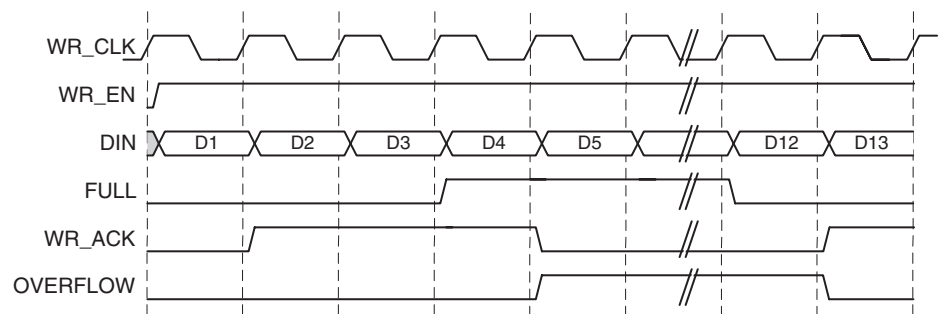 WR_CLK
WR_EN
DIN D1 D2 D3 D4 D5 D12 D13
FULL
WR_ACK
OVERFLOW